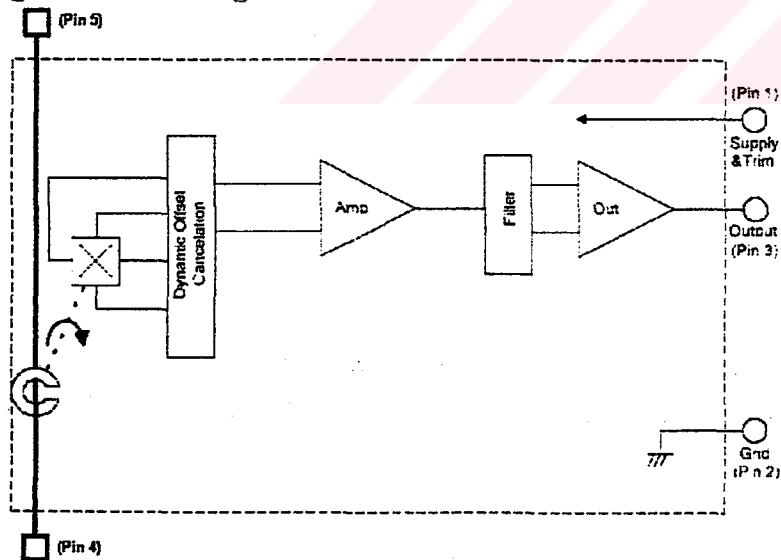 (Pin 5)
(Pin 1)
Supply
&Trim
Dynamic Offset
Cancelation
Amp
Filter
Out
Output
(Pin 3)
Gnd
(Pin 2)
(Pin 4)